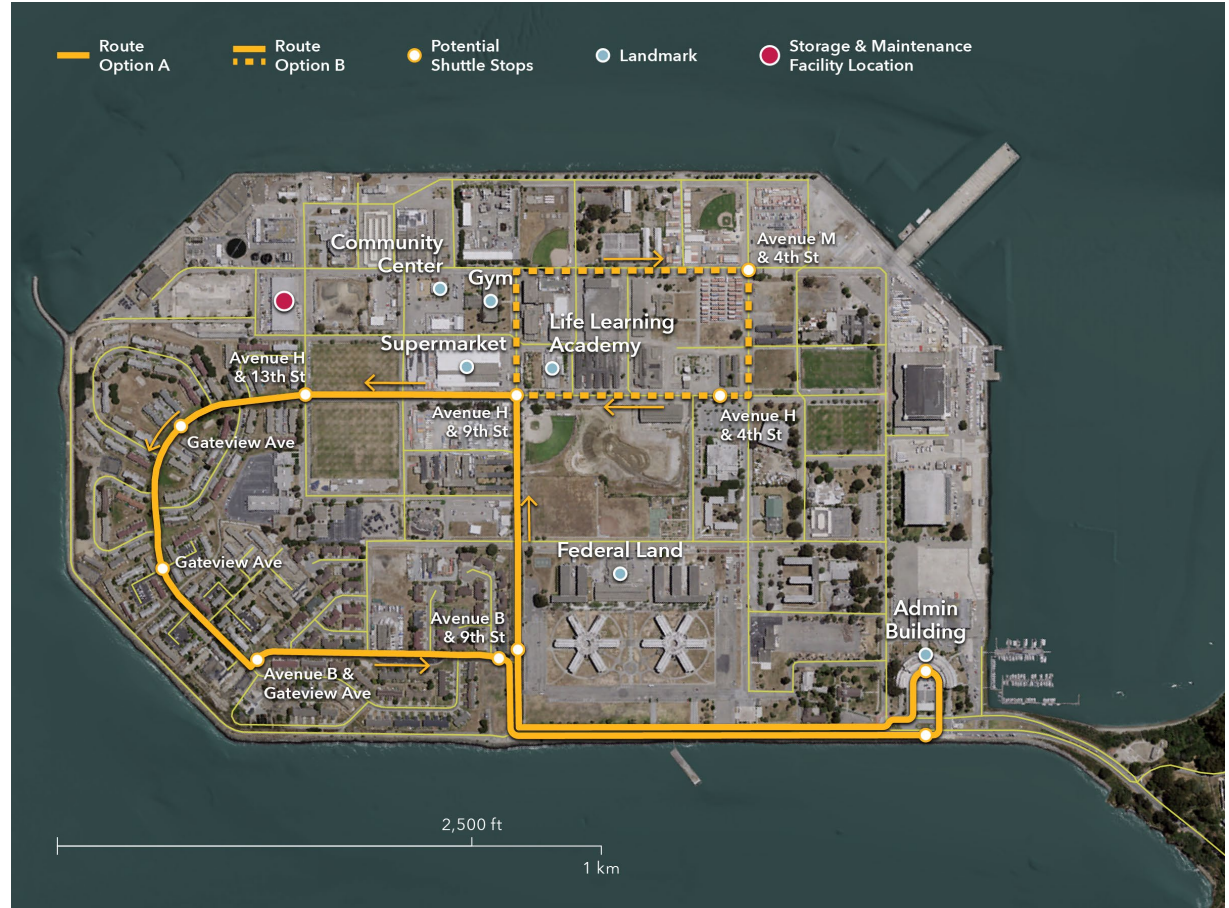 Route
Option A
Route
Option B
Potential
Shuttle Stops
Landmark
Storage & Maintenance
Facility Location
Avenue M
& 4th St
Community
Center
Gym
Life Learning
Academy
Supermarket
Avenue H
& 13th St
Avenue H
& 9th St
Avenue H
& 4th St
Gateview Ave
Gateview Ave
Federal Land
Avenue B
& 9th St
Admin
Building
Avenue B &
Gateview Ave
2,500 ft
1 km